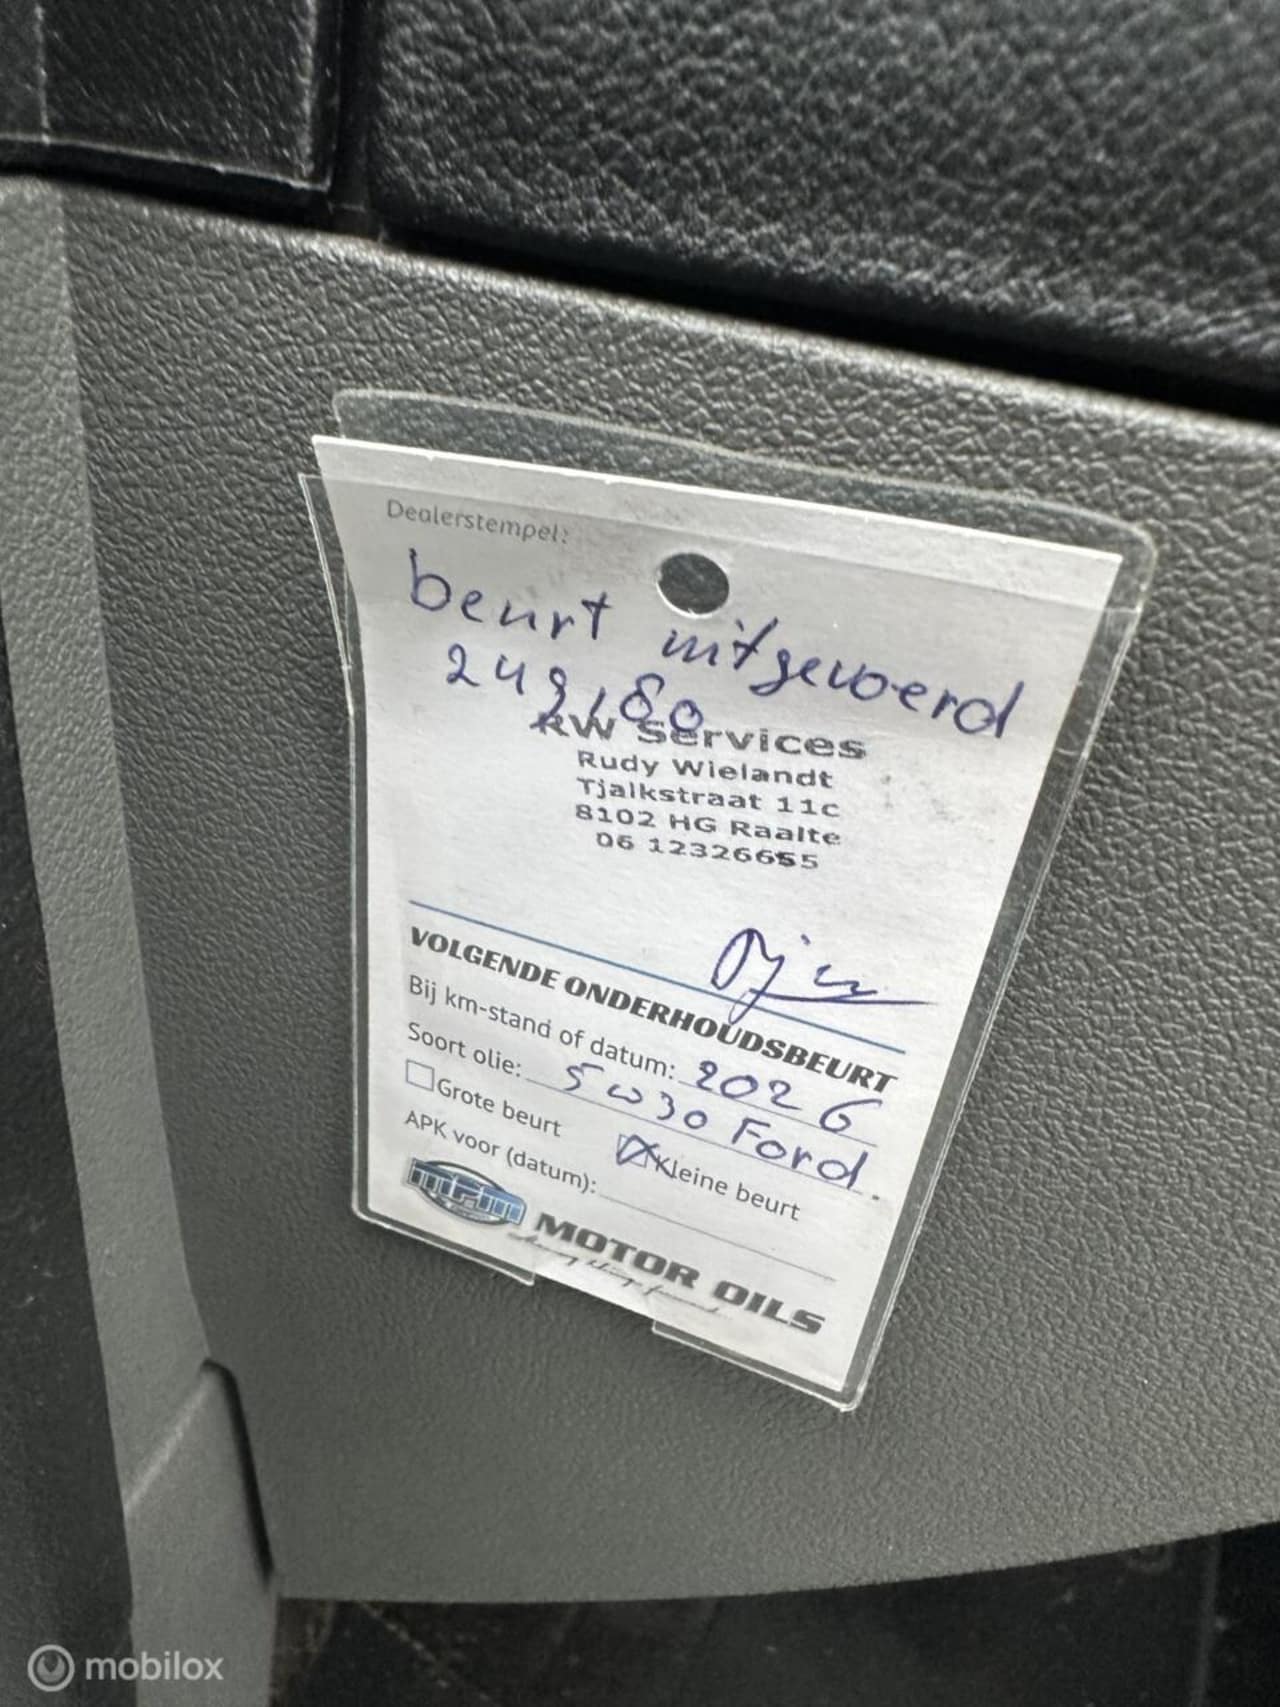 Dealerstempel:
beurt uitgevoerd
RW Services
Rudy Wielandt
Tjalkstraat 11c
8102 HG Raalte
06 12326655
VOLGENDE ONDERHOUDSBEURT
Bij km-stand of datum: 2026
Soort olie: 5w30 Ford.
Grote beurt Kleine beurt
APK voor (datum):
mpm MOTOR OILS
mobilox